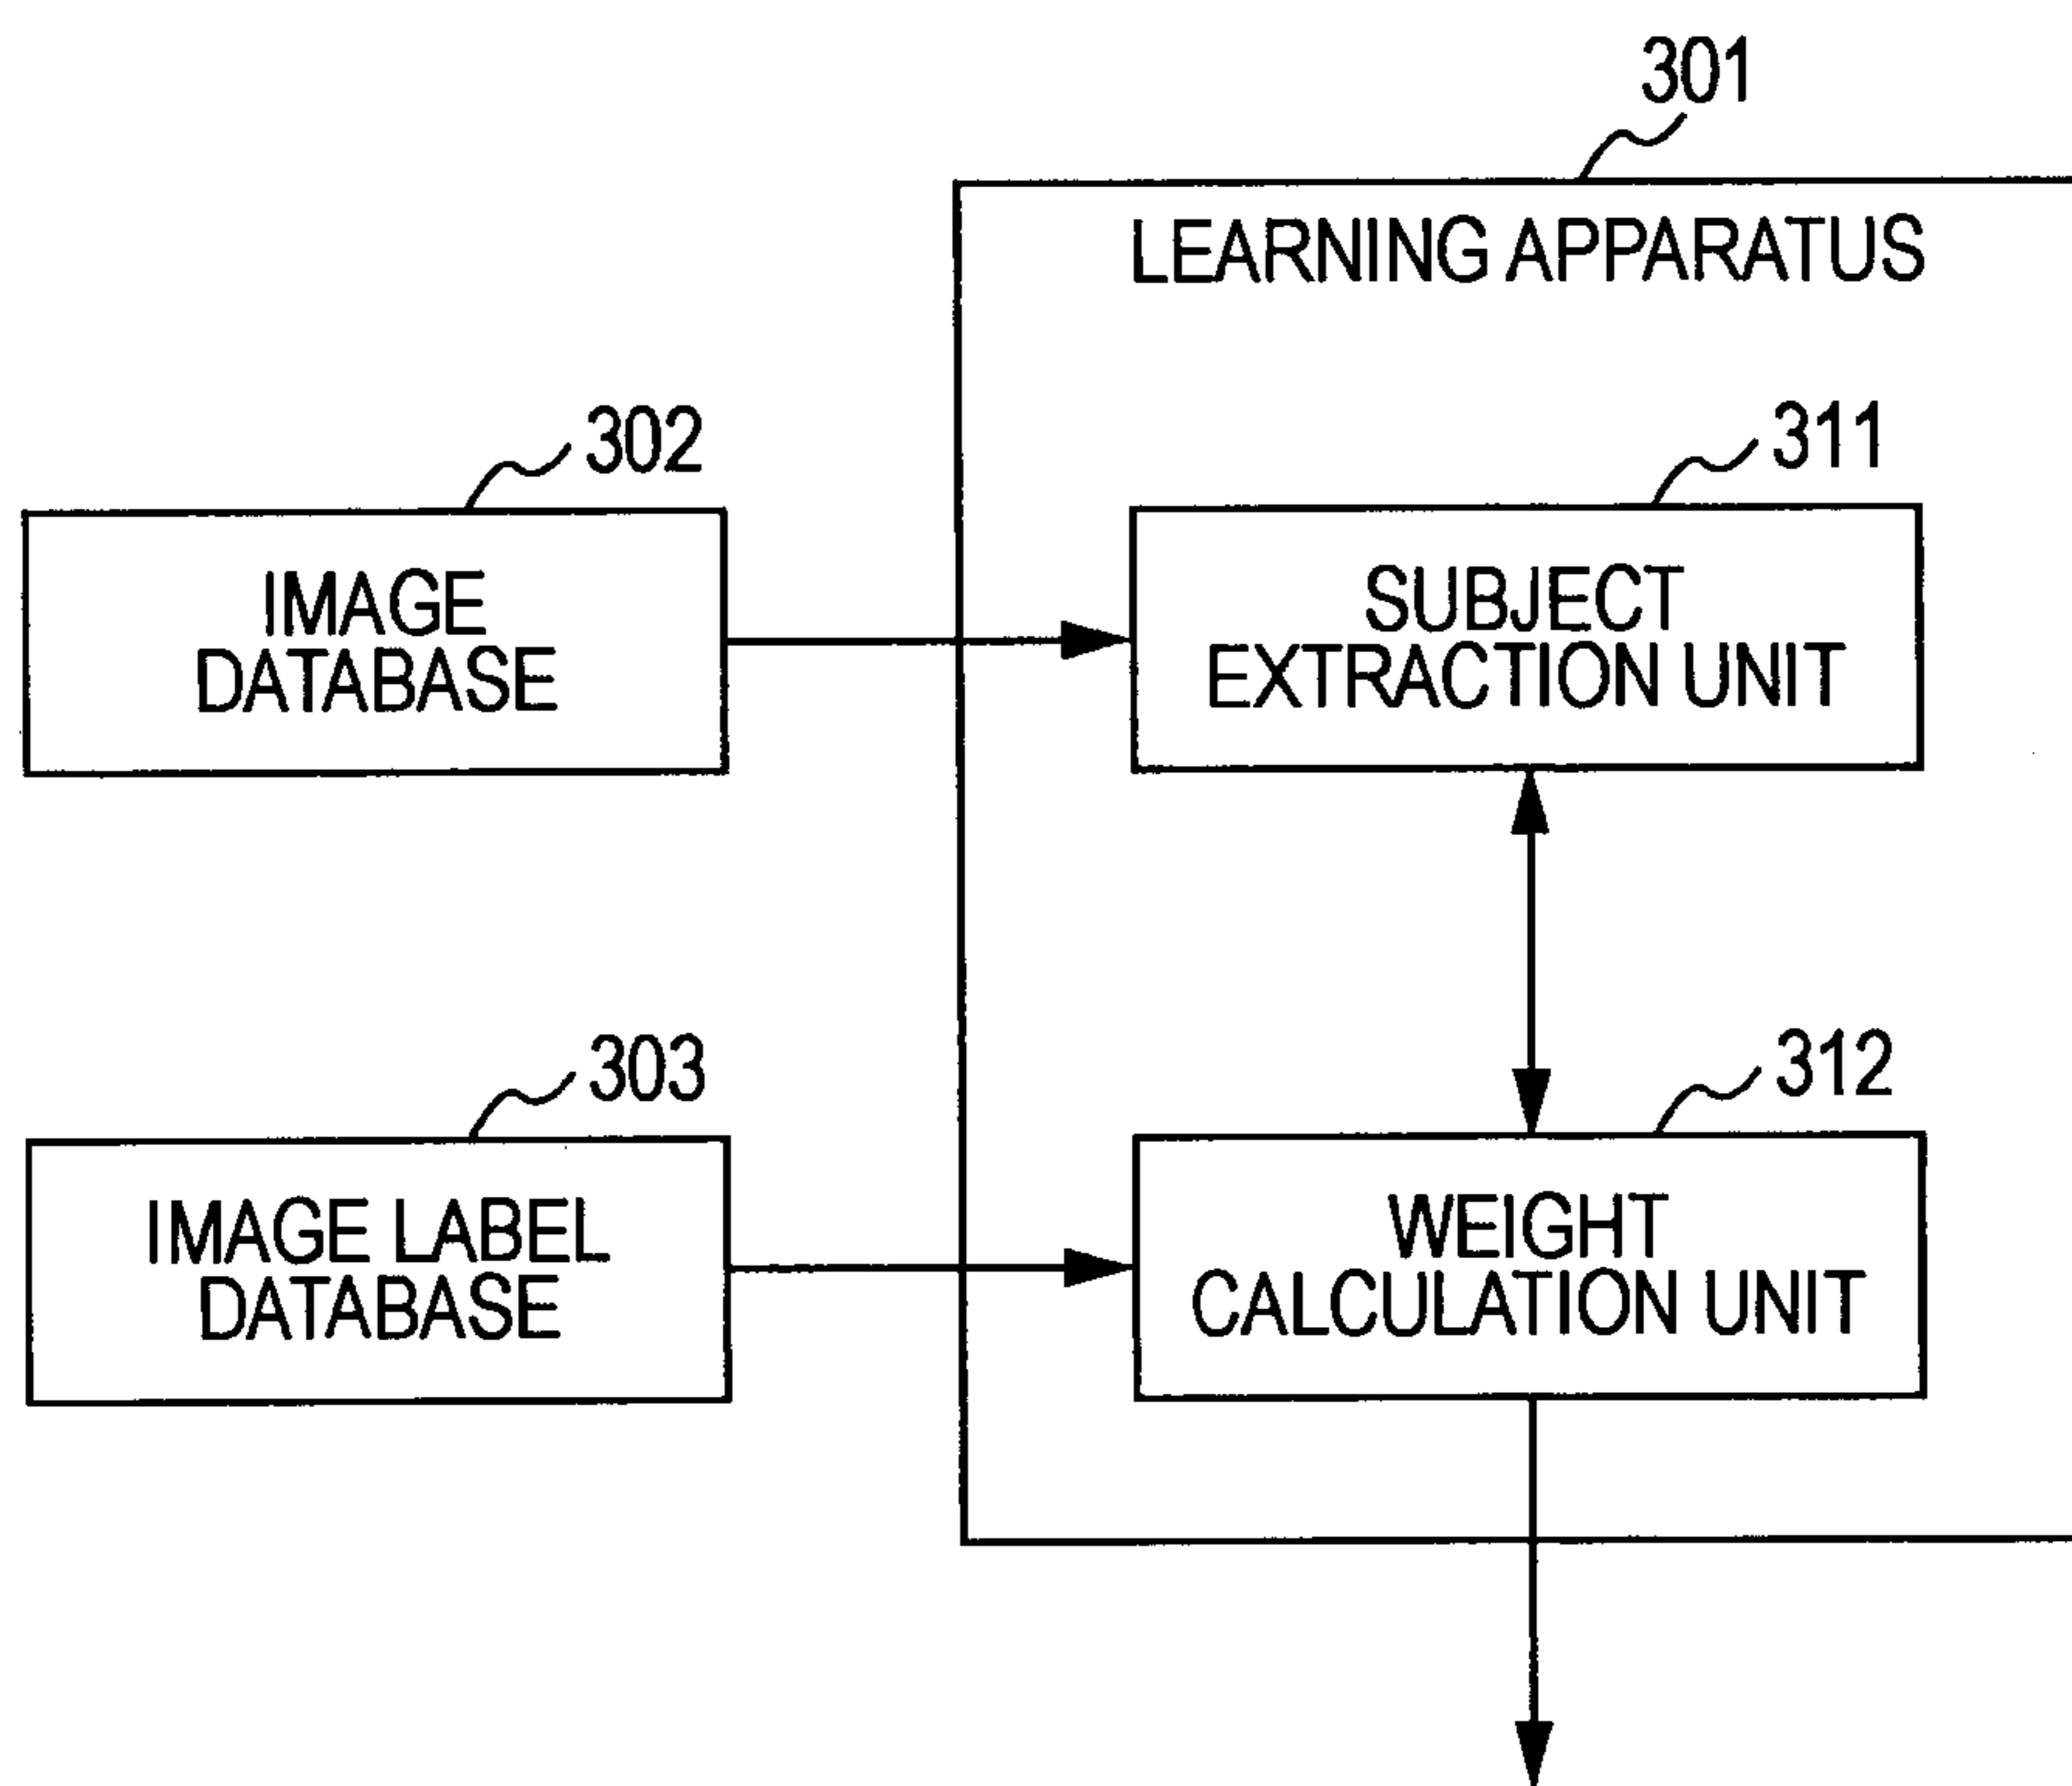 301
LEARNING APPARATUS
302
IMAGE
DATABASE
311
SUBJECT
EXTRACTION UNIT
303
IMAGE LABEL
DATABASE
312
WEIGHT
CALCULATION UNIT